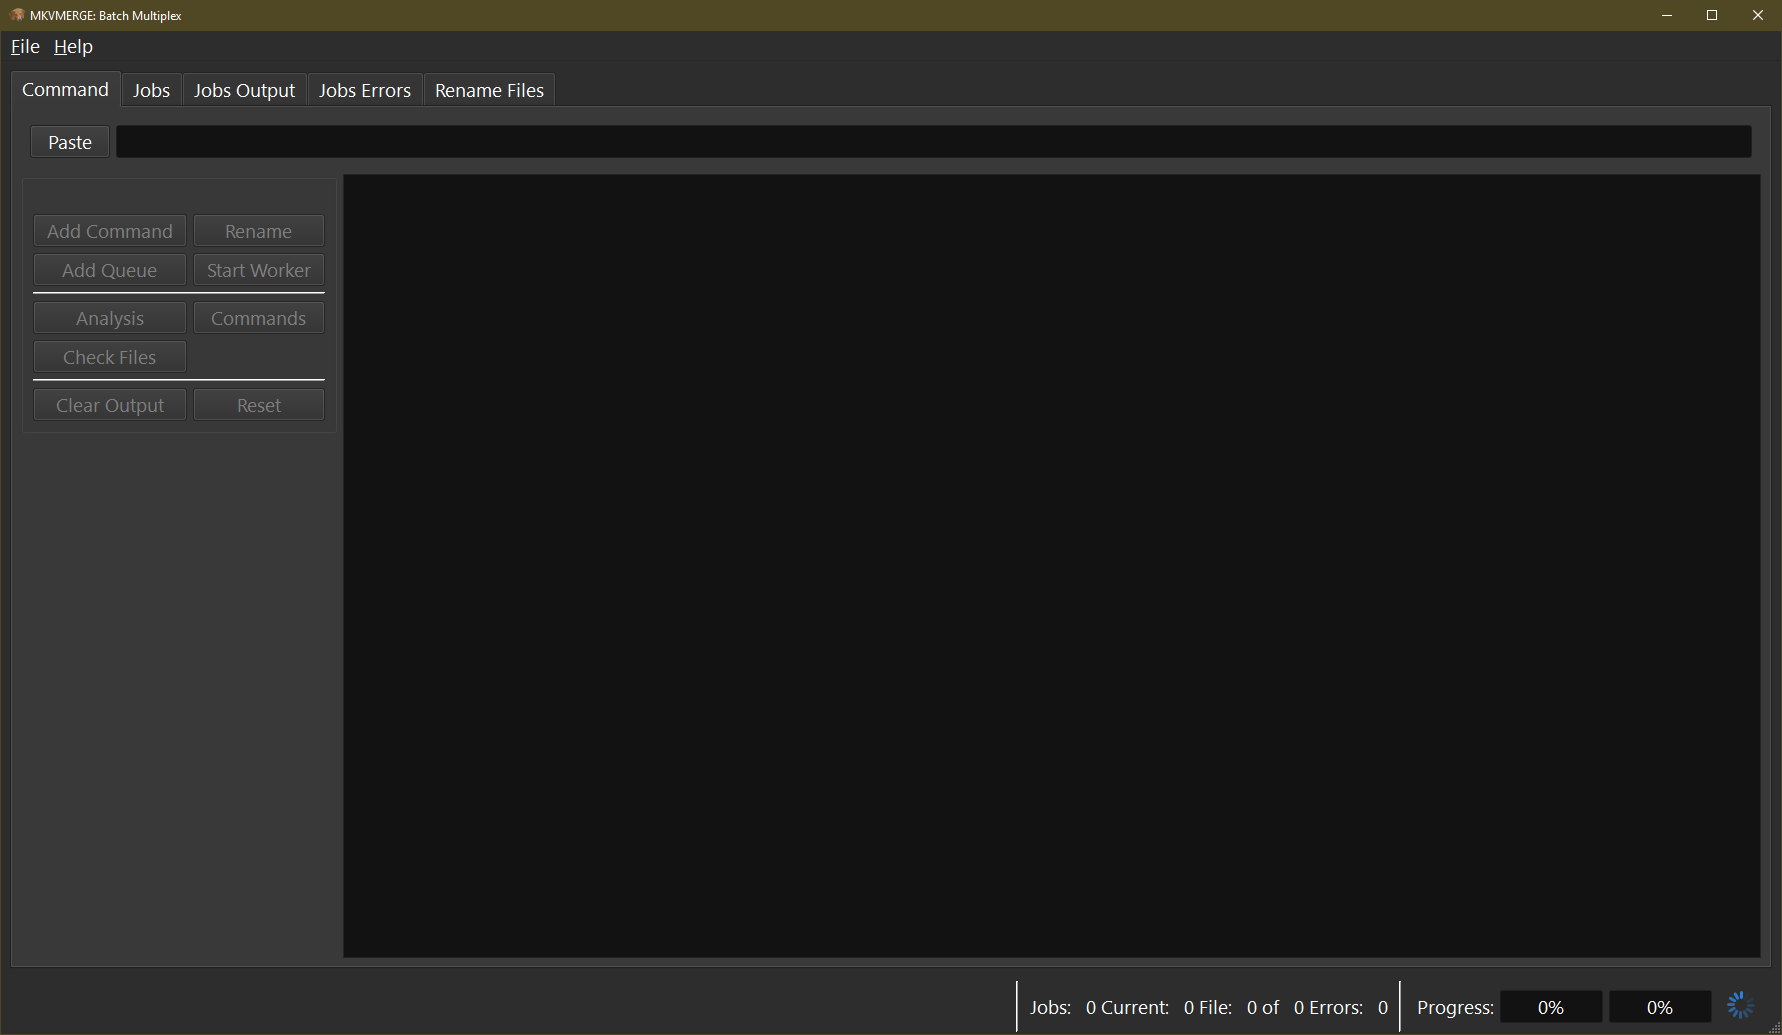 MKVMERGE: Batch Multiplex
File Help
Command Jobs Jobs Output Jobs Errors Rename Files
Paste
Add Command Rename
Add Queue Start Worker
Analysis Commands
Check Files
Clear Output Reset
Jobs: 0 Current: 0 File: 0 of 0 Errors: 0 Progress: 0% 0%